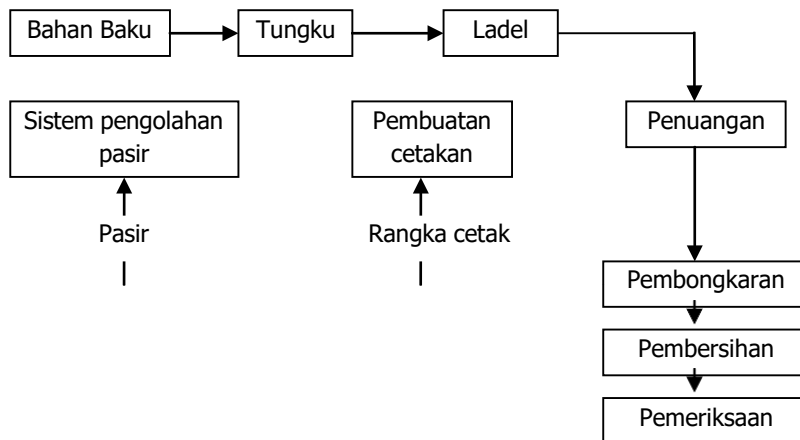 Bahan Baku
Tungku
Ladel
Sistem pengolahan
pasir
Pembuatan
cetakan
Penuangan
Pasir
Rangka cetak
Pembongkaran
Pembersihan
Pemeriksaan